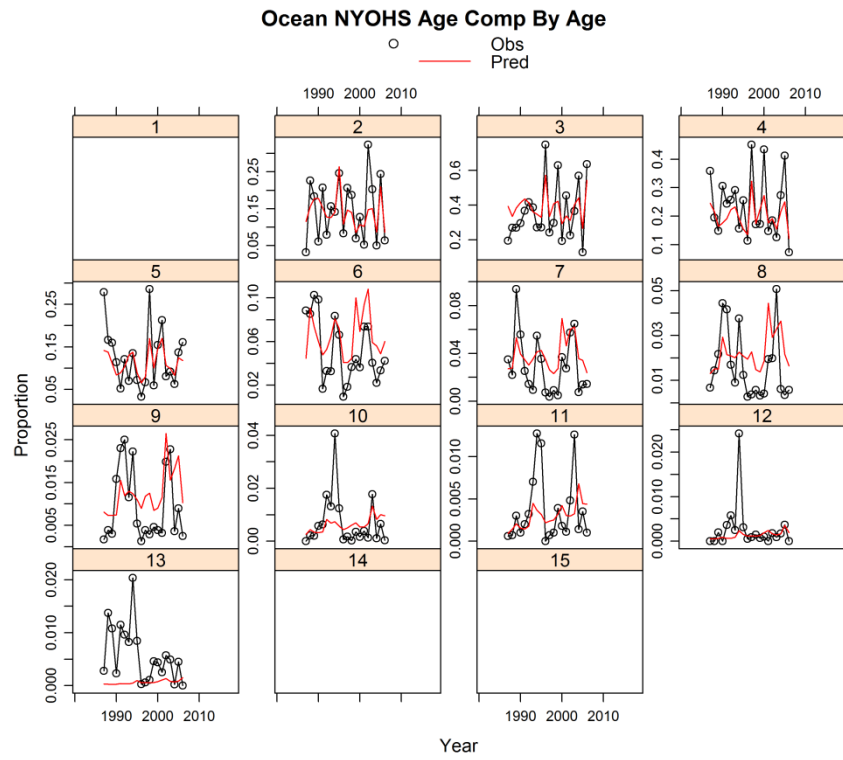 Ocean NYOHS Age Comp By Age
Obs
Pred
1990 2000 2010
1990 2000 2010
1 2 3 4
0.05 0.15 0.25
0.2 0.4 0.6
0.1 0.2 0.3 0.4
5 6 7 8
0.05 0.15 0.25
0.02 0.06 0.10
0.00 0.04 0.08
0.01 0.03 0.05
Proportion
9 10 11 12
0.00 0.01 0.02
0.00 0.02 0.04
0.000 0.005 0.010
0.000 0.010 0.020
13 14 15
0.000 0.010 0.020
1990 2000 2010
1990 2000 2010
Year